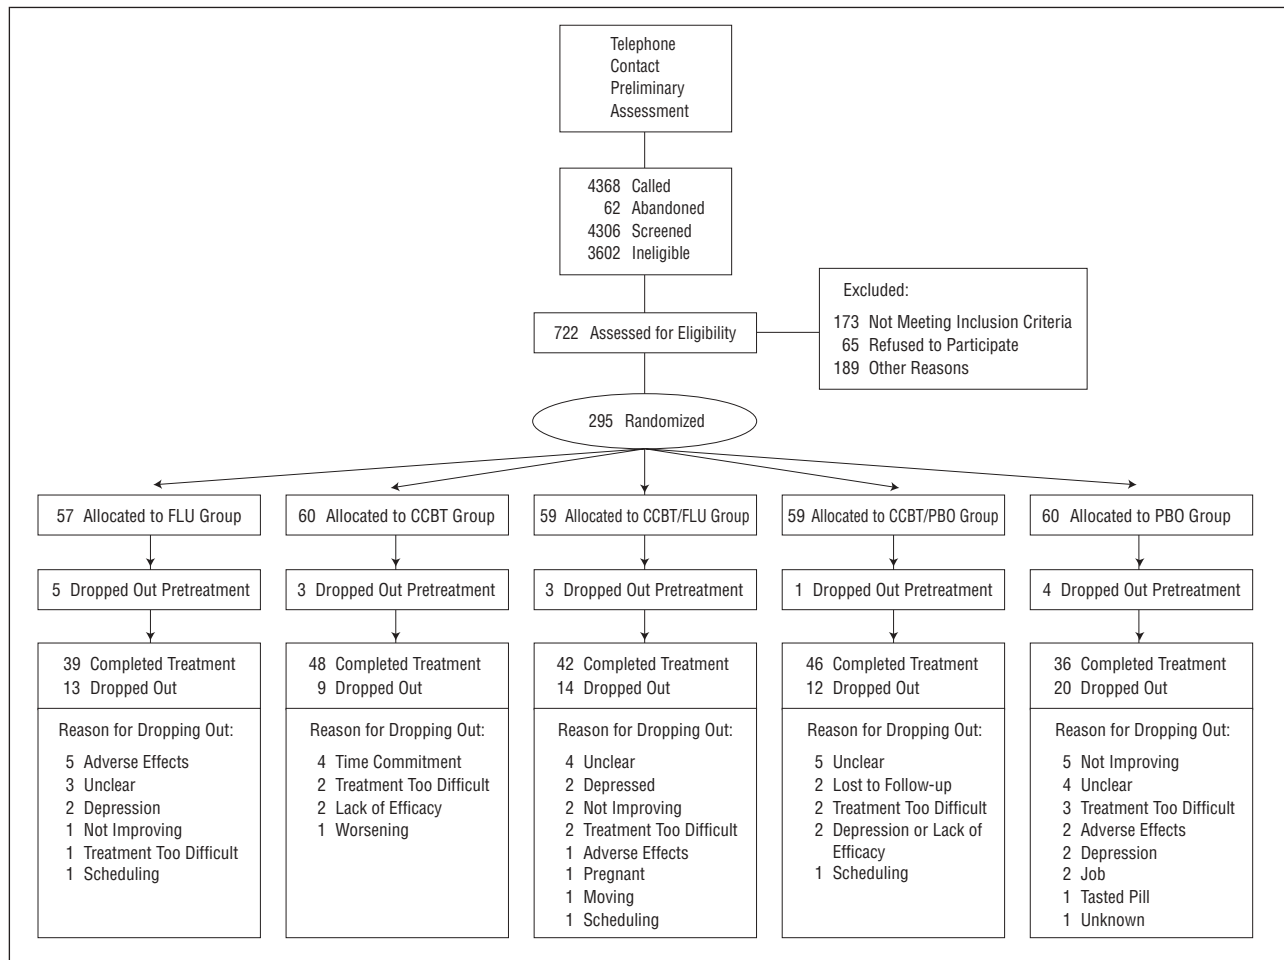 Telephone
Contact
Preliminary
Assessment
4368 Called
62 Abandoned
4306 Screened
3602 Ineligible
Excluded:
173 Not Meeting Inclusion Criteria
65 Refused to Participate
189 Other Reasons
722 Assessed for Eligibility
295 Randomized
57 Allocated to FLU Group
60 Allocated to CCBT Group
59 Allocated to CCBT/FLU Group
59 Allocated to CCBT/PBO Group
60 Allocated to PBO Group
5 Dropped Out Pretreatment
3 Dropped Out Pretreatment
3 Dropped Out Pretreatment
1 Dropped Out Pretreatment
4 Dropped Out Pretreatment
39 Completed Treatment
13 Dropped Out
Reason for Dropping Out:
5 Adverse Effects
3 Unclear
2 Depression
1 Not Improving
1 Treatment Too Difficult
1 Scheduling
48 Completed Treatment
9 Dropped Out
Reason for Dropping Out:
4 Time Commitment
2 Treatment Too Difficult
2 Lack of Efficacy
1 Worsening
42 Completed Treatment
14 Dropped Out
Reason for Dropping Out:
4 Unclear
2 Depressed
2 Not Improving
2 Treatment Too Difficult
1 Adverse Effects
1 Pregnant
1 Moving
1 Scheduling
46 Completed Treatment
12 Dropped Out
Reason for Dropping Out:
5 Unclear
2 Lost to Follow-up
2 Treatment Too Difficult
2 Depression or Lack of
Efficacy
1 Scheduling
36 Completed Treatment
20 Dropped Out
Reason for Dropping Out:
5 Not Improving
4 Unclear
3 Treatment Too Difficult
2 Adverse Effects
2 Depression
2 Job
1 Tasted Pill
1 Unknown